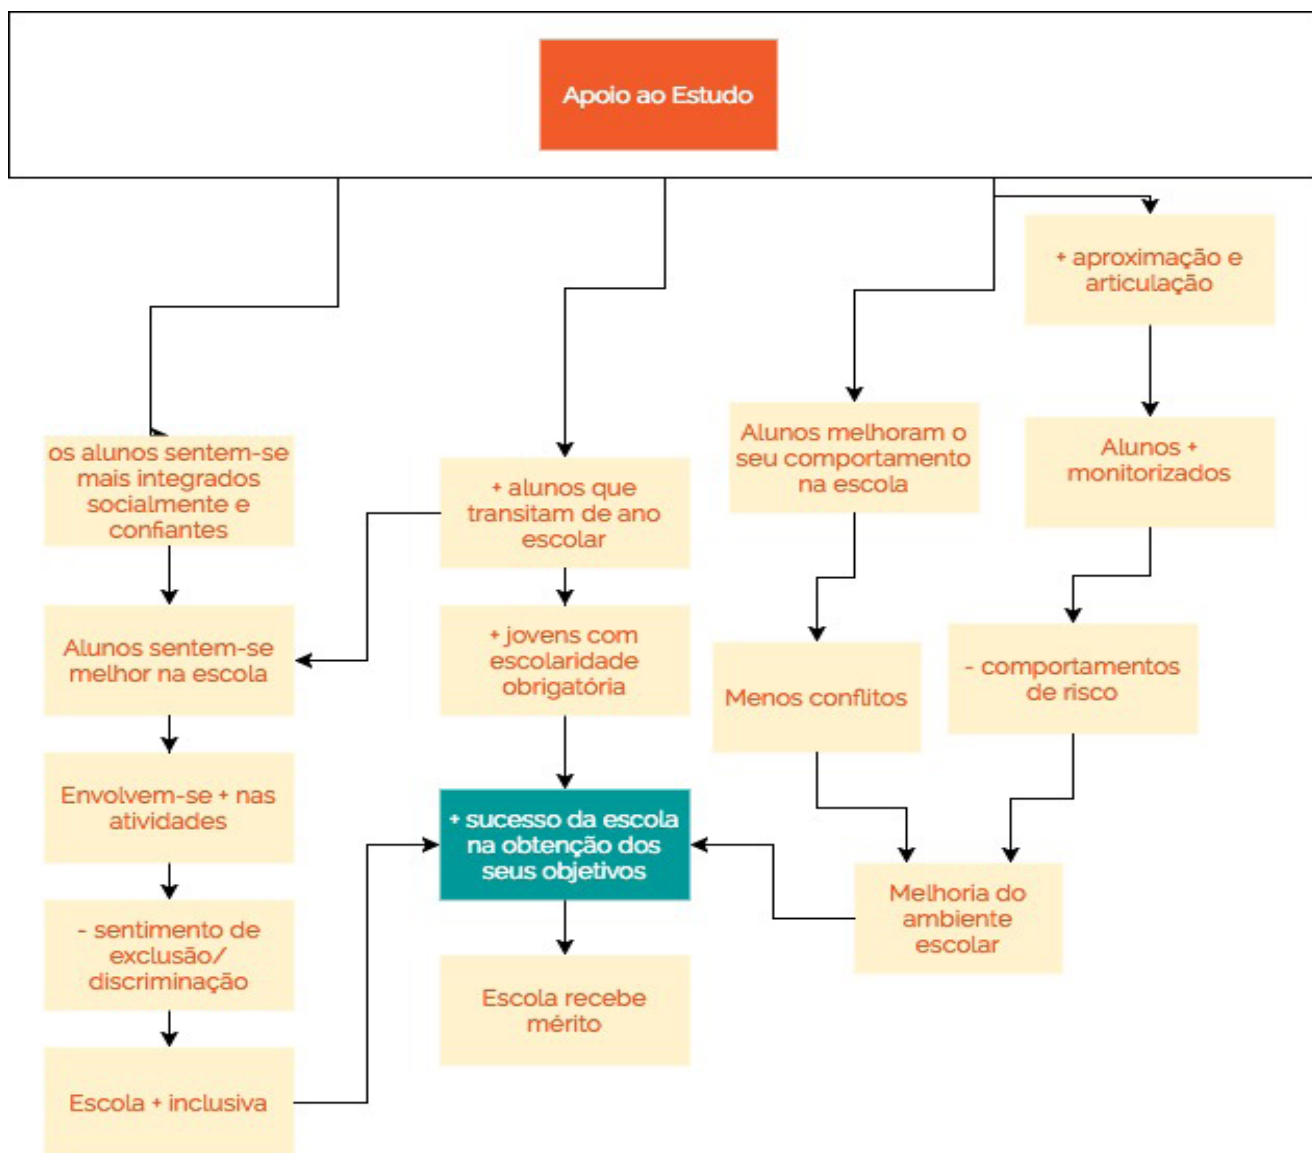 Apoio ao Estudo
+ aproximação e
articulação
os alunos sentem-se
mais integrados
socialmente e
confiantes
+ alunos que
transitam de ano
escolar
Alunos melhoram o
seu comportamento
na escola
Alunos +
monitorizados
Alunos sentem-se
melhor na escola
+ jovens com
escolaridade
obrigatória
Menos conflitos
- comportamentos
de risco
Envolvem-se + nas
atividades
+ sucesso da escola
na obtenção dos
seus objetivos
Melhoria do
ambiente
escolar
- sentimento de
exclusão/
discriminação
Escola recebe
mérito
Escola + inclusiva